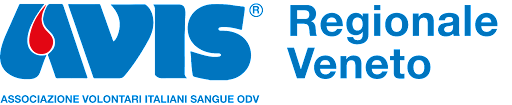 AVIS®
Regionale
Veneto
ASSOCIAZIONE VOLONTARI ITALIANI SANGUE ODV